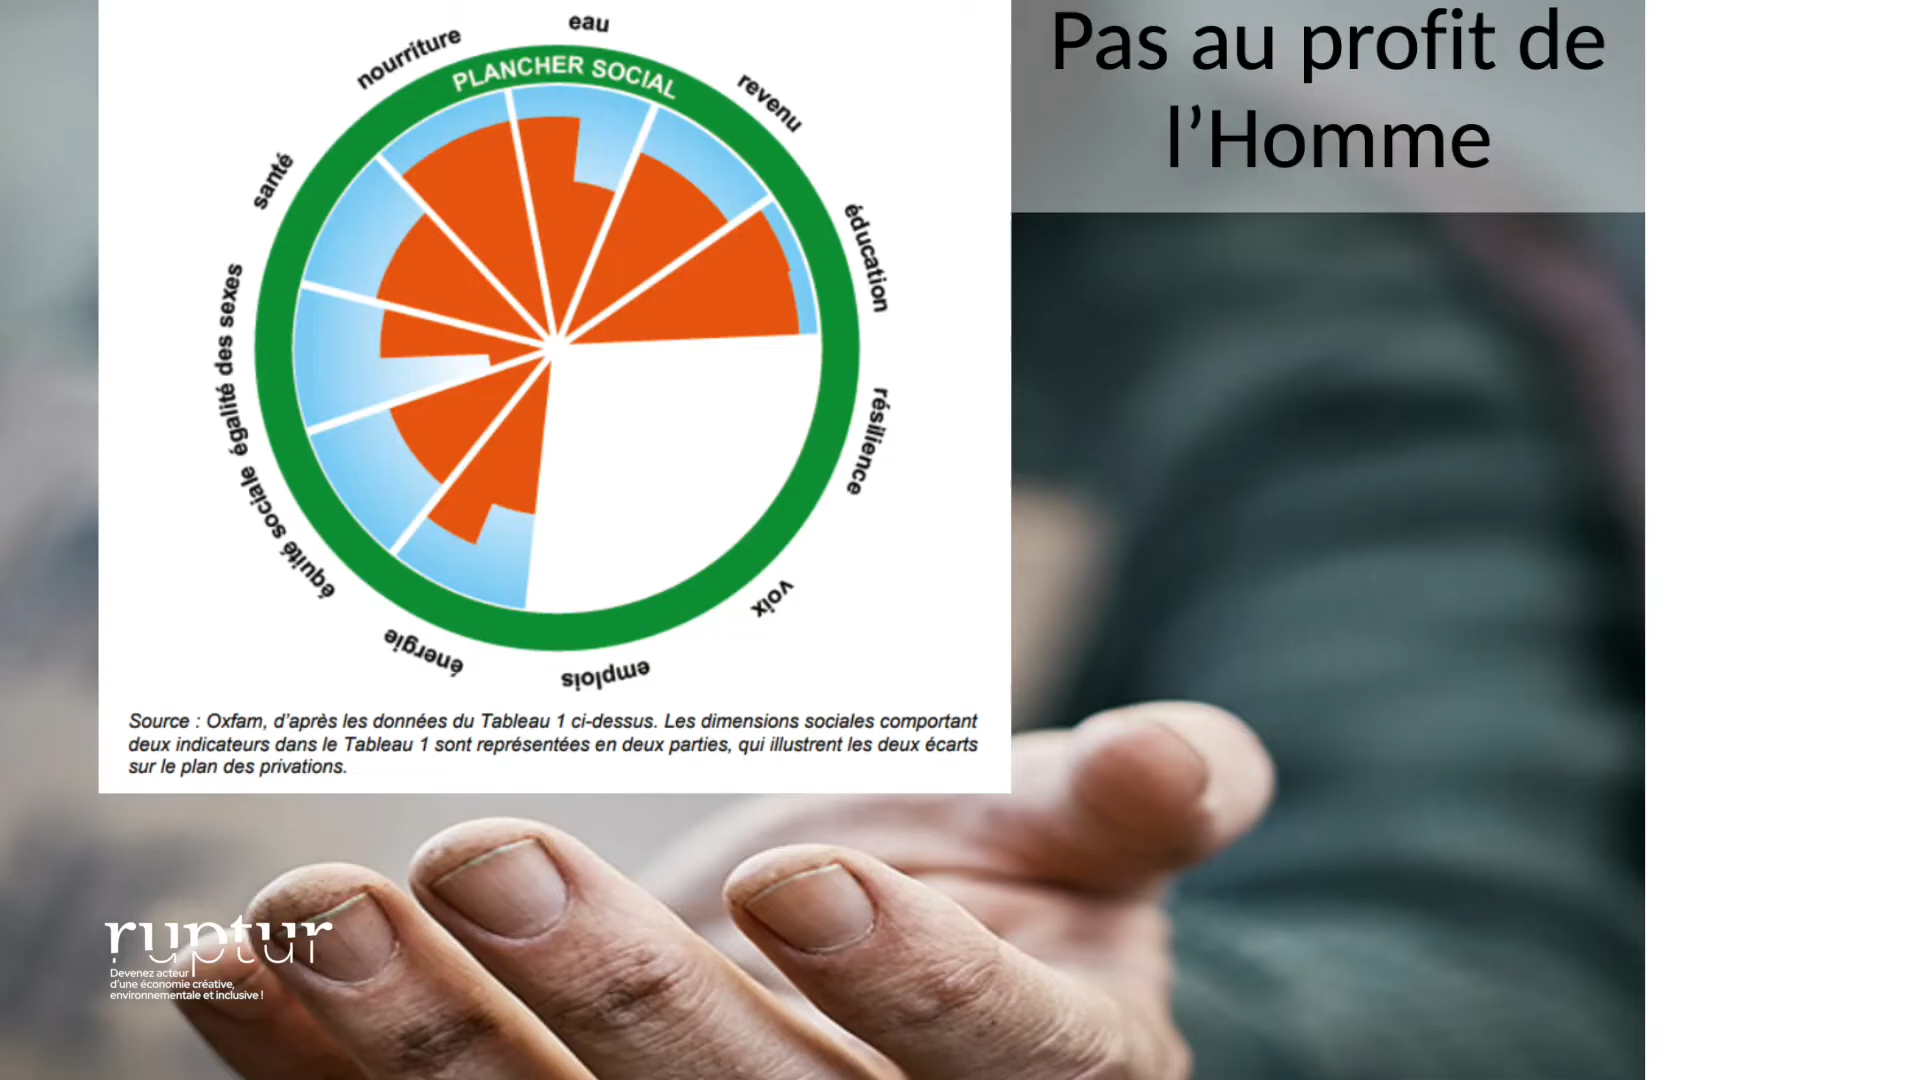 Pas au profit de
l’Homme
PLANCHER SOCIAL
eau
revenu
éducation
résilience
voix
emplois
énergie
équité sociale
égalité des sexes
santé
nourriture
Source : Oxfam, d’après les données du Tableau 1 ci-dessus. Les dimensions sociales comportant
deux indicateurs dans le Tableau 1 sont représentées en deux parties, qui illustrent les deux écarts
sur le plan des privations.
ruptur
Devenez acteur
d’une économie créative,
environnementale et inclusive !